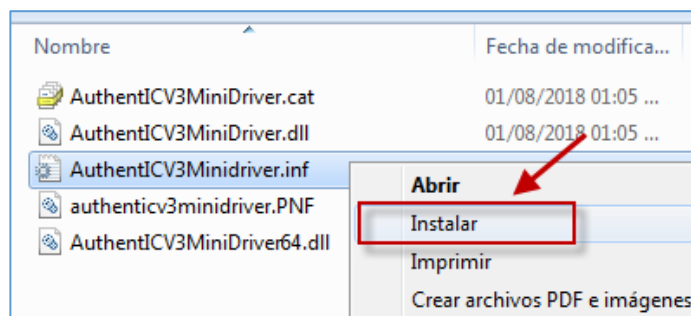 Nombre Fecha de modifica...
AuthentICV3MiniDriver.cat 01/08/2018 01:05 ...
AuthentICV3MiniDriver.dll 01/08/2018 01:05 ...
AuthentICV3Minidriver.inf
authenticv3minidriver.PNF
AuthentICV3MiniDriver64.dll
Abrir
Instalar
Imprimir
Crear archivos PDF e imágenes